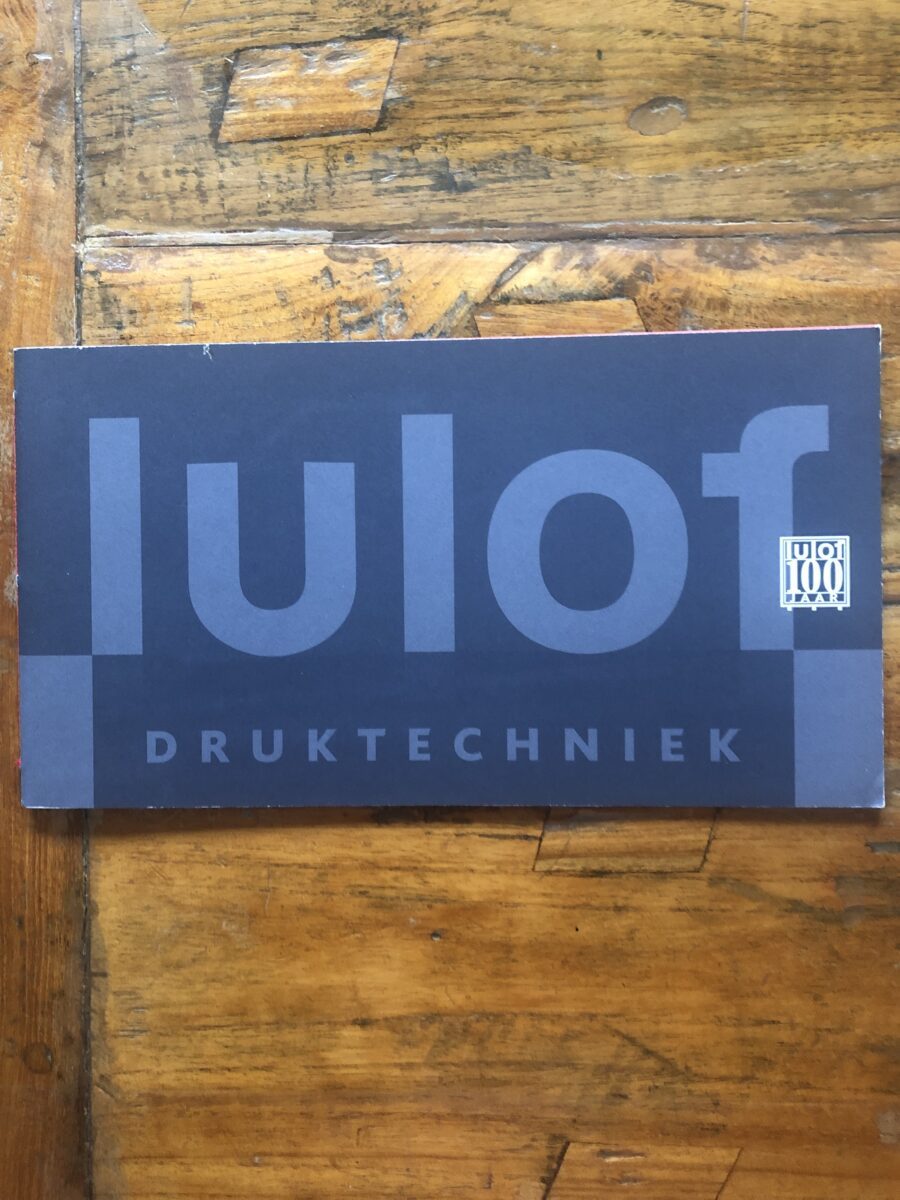 lulof
lulof
100
JAAR
DRUKTECHNIEK